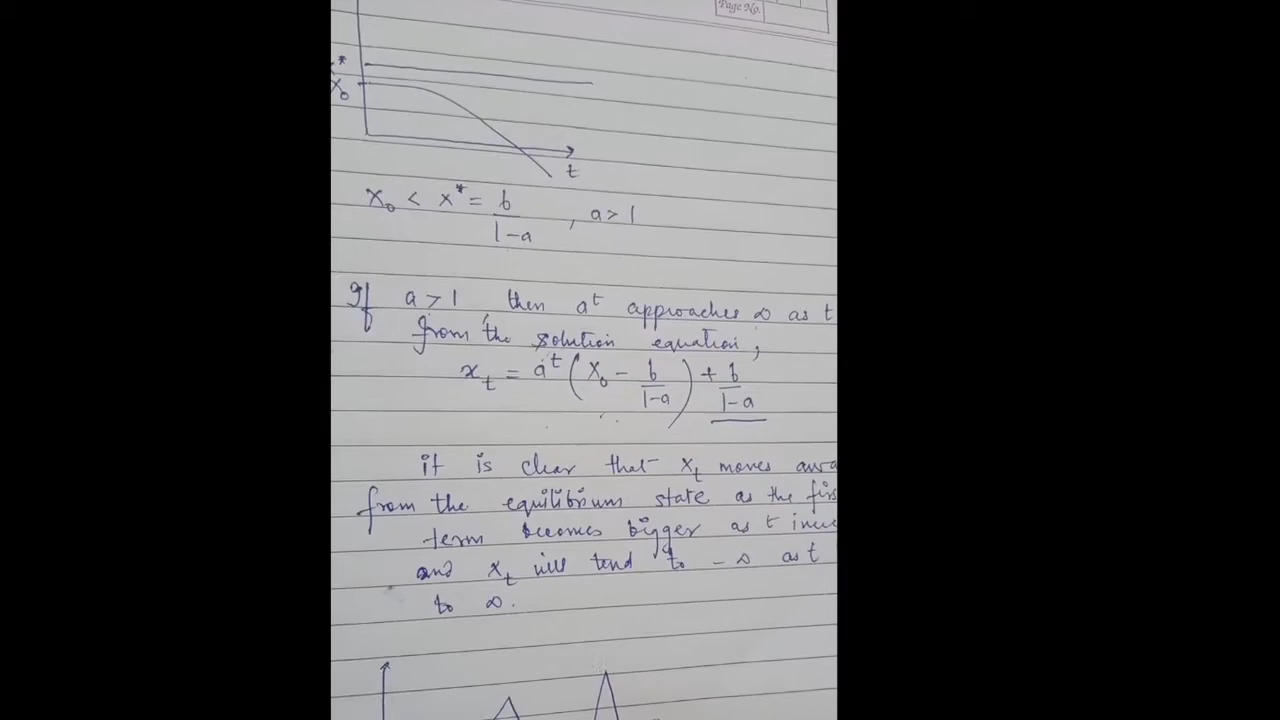 Page No.
x*
x₀
t
x₀ < x* = b/(1-a) , a > 1
If a > 1, then aᵗ approaches ∞ as t
from the solution equation,
xₜ = aᵗ (x₀ - b/(1-a)) + b/(1-a)
it is clear that xₜ moves awa
from the equilibrium state as the firs
term becomes bigger as t incre
and xₜ will tend to -∞ as t
to ∞.